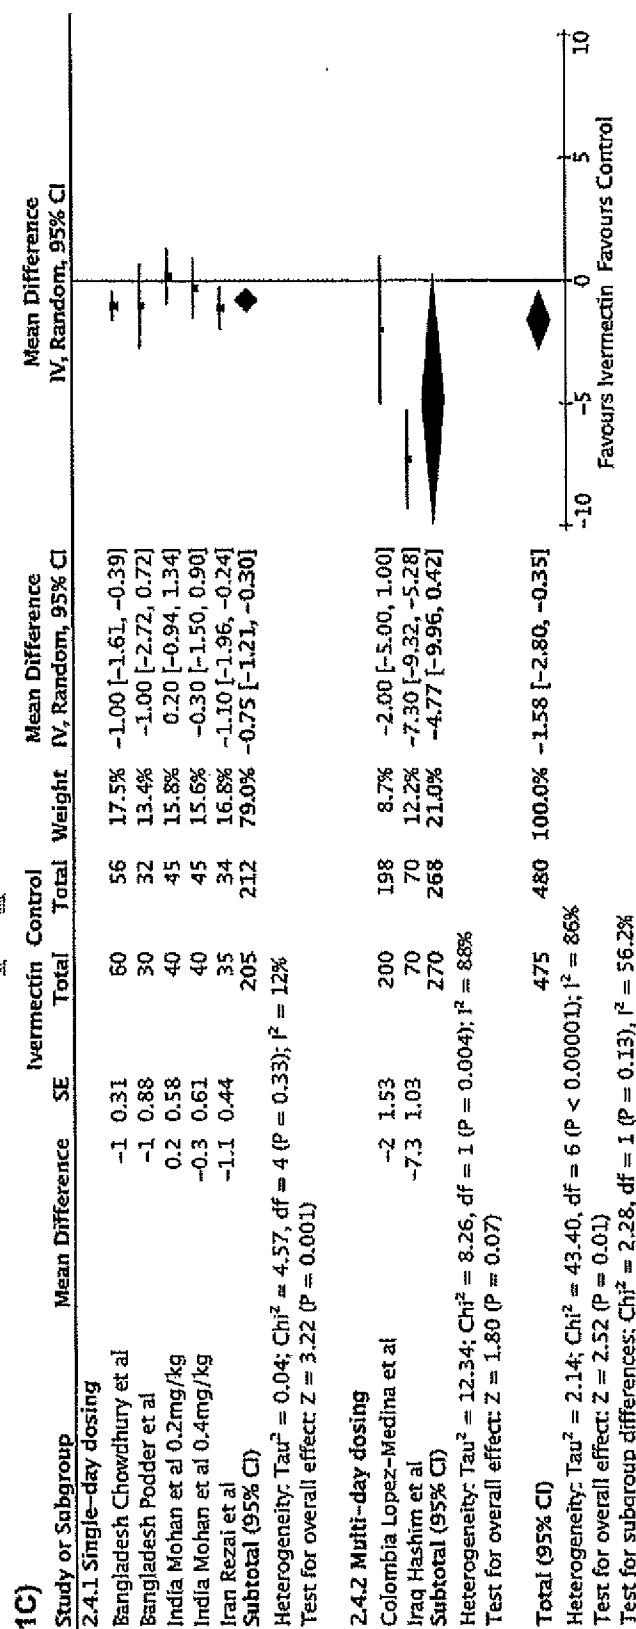 1C)
Ivermectin Control Mean Difference Mean Difference
Study or Subgroup Mean Difference SE Total Total Weight IV, Random, 95% CI IV, Random, 95% CI
2.4.1 Single-day dosing
Bangladesh Chowdhury et al -1 0.31 60 56 17.5% -1.00 [-1.61, -0.39]
Bangladesh Podder et al -1 0.88 30 32 13.4% -1.00 [-2.72, 0.72]
India Mohan et al 0.2mg/kg 0.2 0.58 40 45 15.8% 0.20 [-0.94, 1.34]
India Mohan et al 0.4mg/kg -0.3 0.61 40 45 15.6% -0.30 [-1.50, 0.90]
Iran Rezai et al -1.1 0.44 35 34 16.8% -1.10 [-1.96, -0.24]
Subtotal (95% CI) 205 212 79.0% -0.75 [-1.21, -0.30]
Heterogeneity: Tau² = 0.04; Chi² = 4.57, df = 4 (P = 0.33); I² = 12%
Test for overall effect: Z = 3.22 (P = 0.001)
2.4.2 Multi-day dosing
Colombia Lopez-Medina et al -2 1.53 200 198 8.7% -2.00 [-5.00, 1.00]
Iraq Hashim et al -7.3 1.03 70 70 12.2% -7.30 [-9.32, -5.28]
Subtotal (95% CI) 270 268 21.0% -4.77 [-9.96, 0.42]
Heterogeneity: Tau² = 12.34; Chi² = 8.26, df = 1 (P = 0.004); I² = 88%
Test for overall effect: Z = 1.80 (P = 0.07)
Total (95% CI) 475 480 100.0% -1.58 [-2.80, -0.35]
Heterogeneity: Tau² = 2.14; Chi² = 43.40, df = 6 (P < 0.00001); I² = 86%
Test for overall effect: Z = 2.52 (P = 0.01)
Test for subgroup differences: Chi² = 2.28, df = 1 (P = 0.13), I² = 56.2%
-10 -5 0 5 10
Favours Ivermectin Favours Control